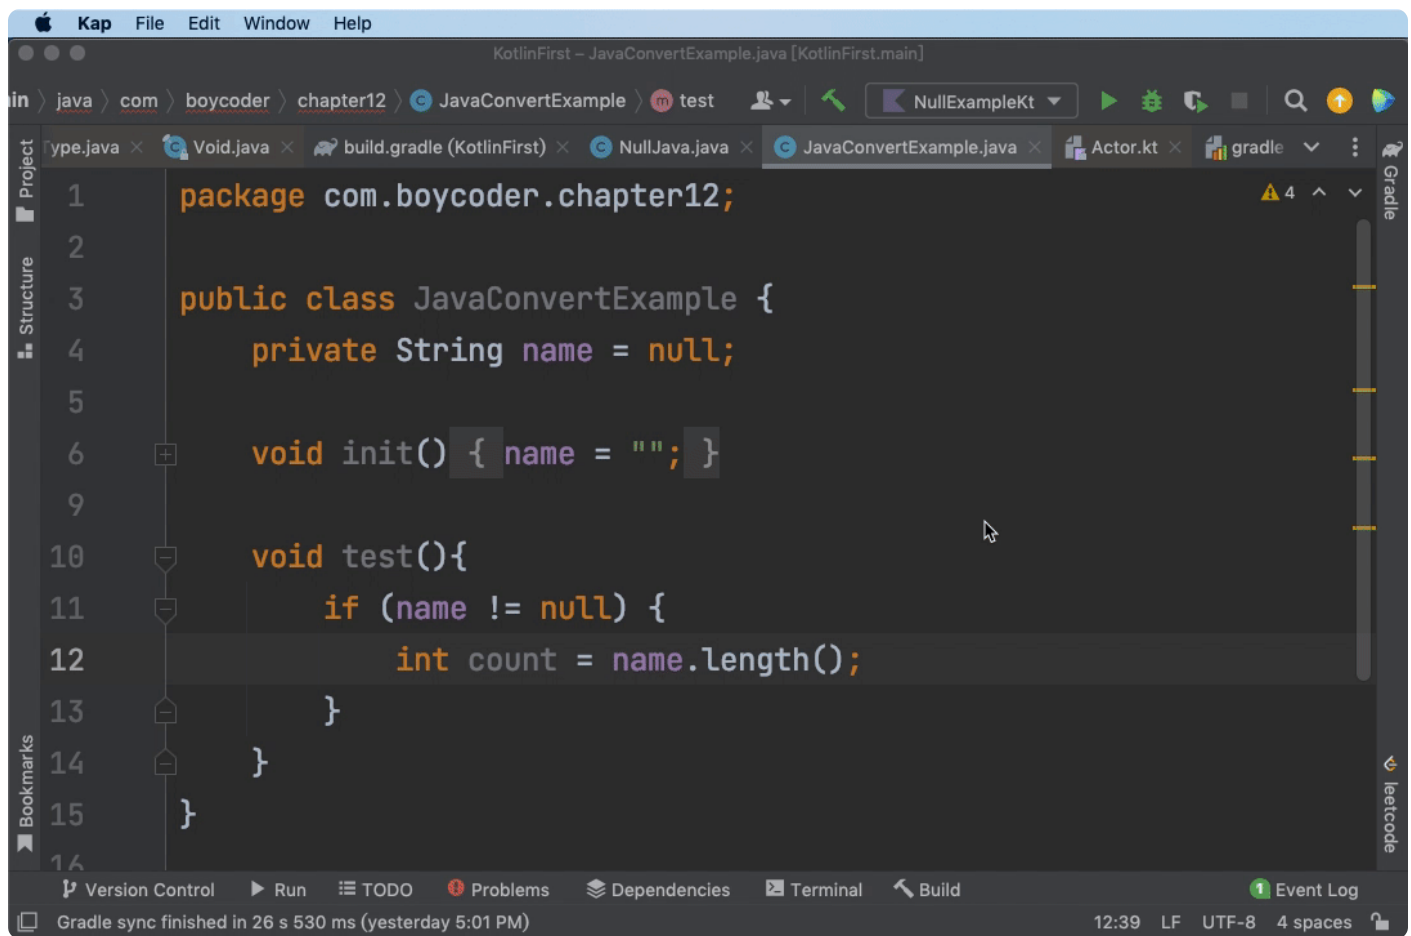 Kap File Edit Window Help
KotlinFirst – JavaConvertExample.java [KotlinFirst.main]
in java com boycoder chapter12 JavaConvertExample m test NullExampleKt
ype.java Void.java build.gradle (KotlinFirst) NullJava.java JavaConvertExample.java Actor.kt gradle
Project
Structure
Bookmarks
1 package com.boycoder.chapter12;
2
3 public class JavaConvertExample {
4 private String name = null;
5
6 void init() { name = ""; }
9
10 void test(){
11 if (name != null) {
12 int count = name.length();
13 }
14 }
15 }
16
4
Gradle
leetcode
Version Control Run TODO Problems Dependencies Terminal Build 1 Event Log
Gradle sync finished in 26 s 530 ms (yesterday 5:01 PM) 12:39 LF UTF-8 4 spaces